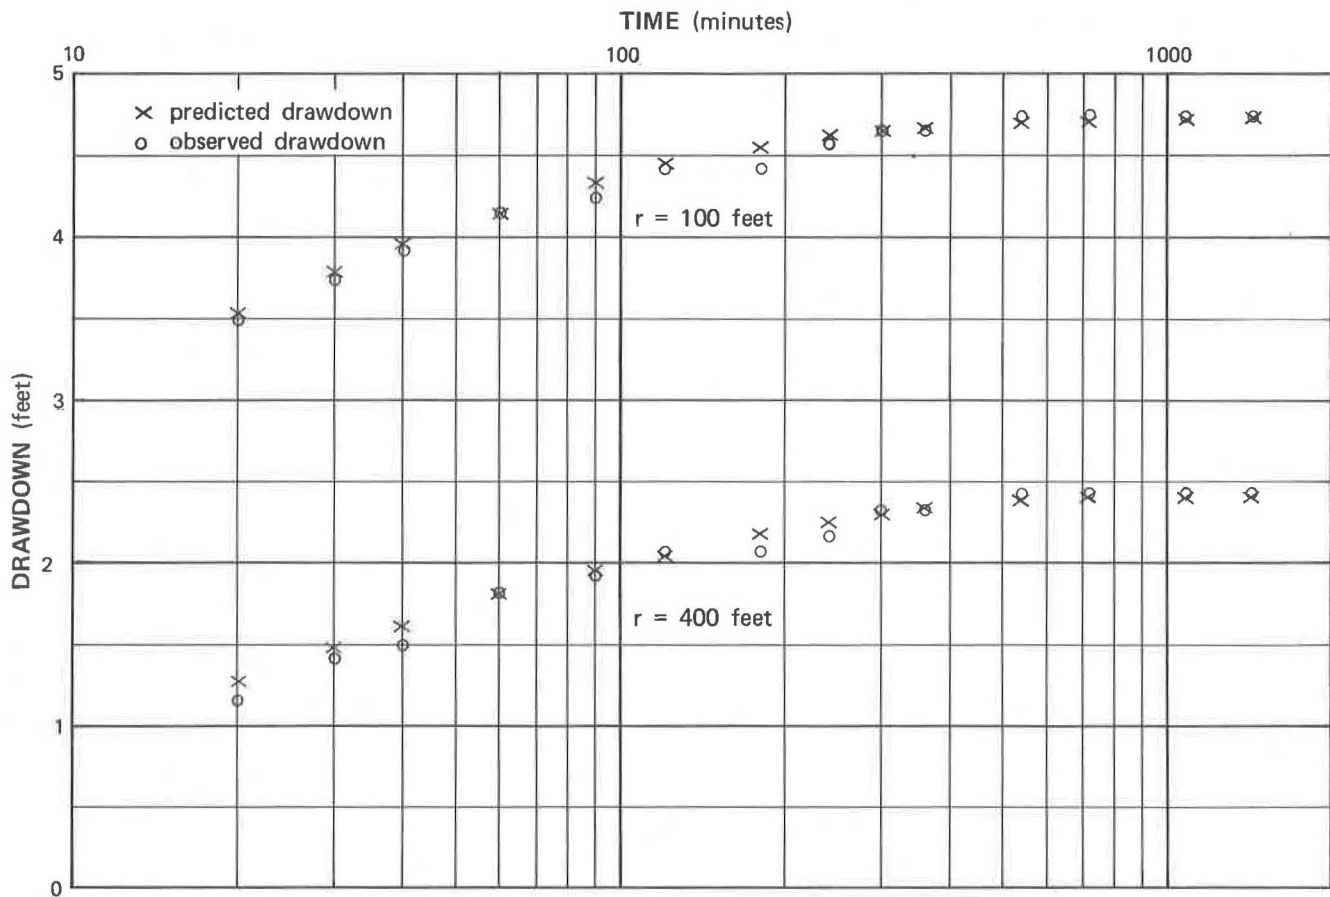 TIME (minutes)
10 100 1000
5
× predicted drawdown
o observed drawdown
r = 100 feet
4
3
DRAWDOWN (feet)
2
r = 400 feet
1
0